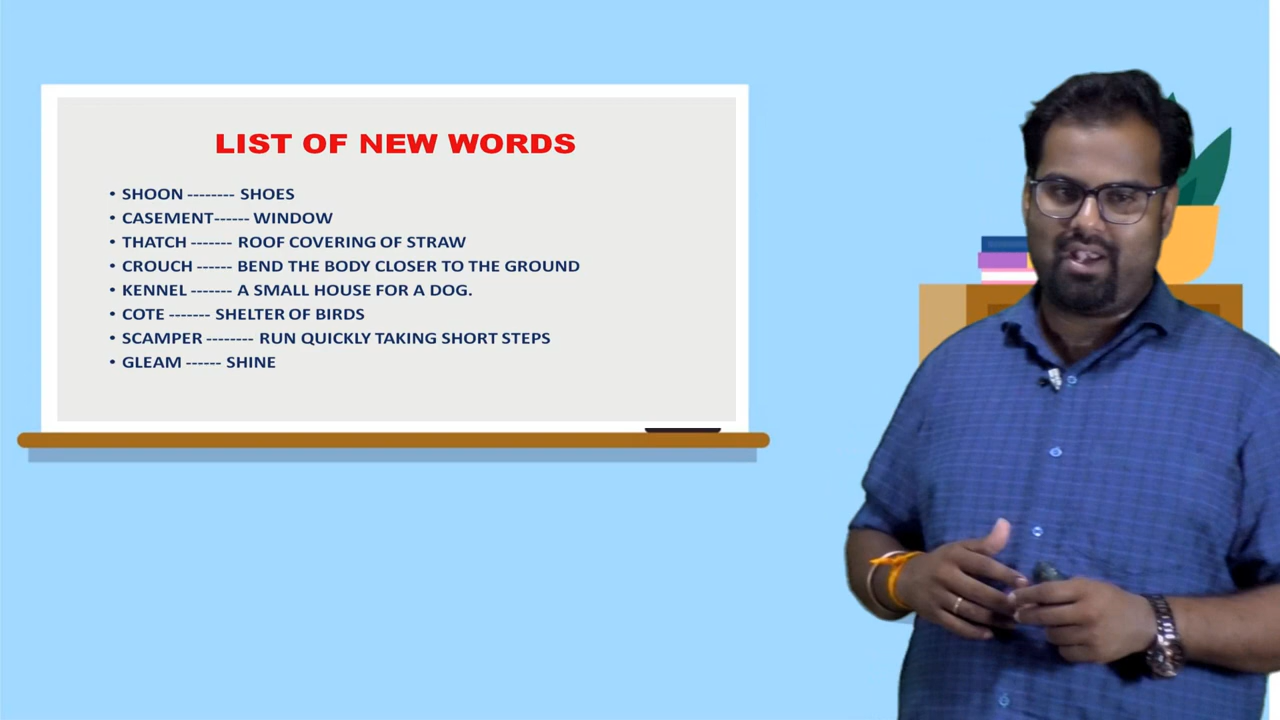 LIST OF NEW WORDS
• SHOON -------- SHOES
• CASEMENT------ WINDOW
• THATCH ------- ROOF COVERING OF STRAW
• CROUCH ------ BEND THE BODY CLOSER TO THE GROUND
• KENNEL ------- A SMALL HOUSE FOR A DOG.
• COTE ------- SHELTER OF BIRDS
• SCAMPER -------- RUN QUICKLY TAKING SHORT STEPS
• GLEAM ------ SHINE